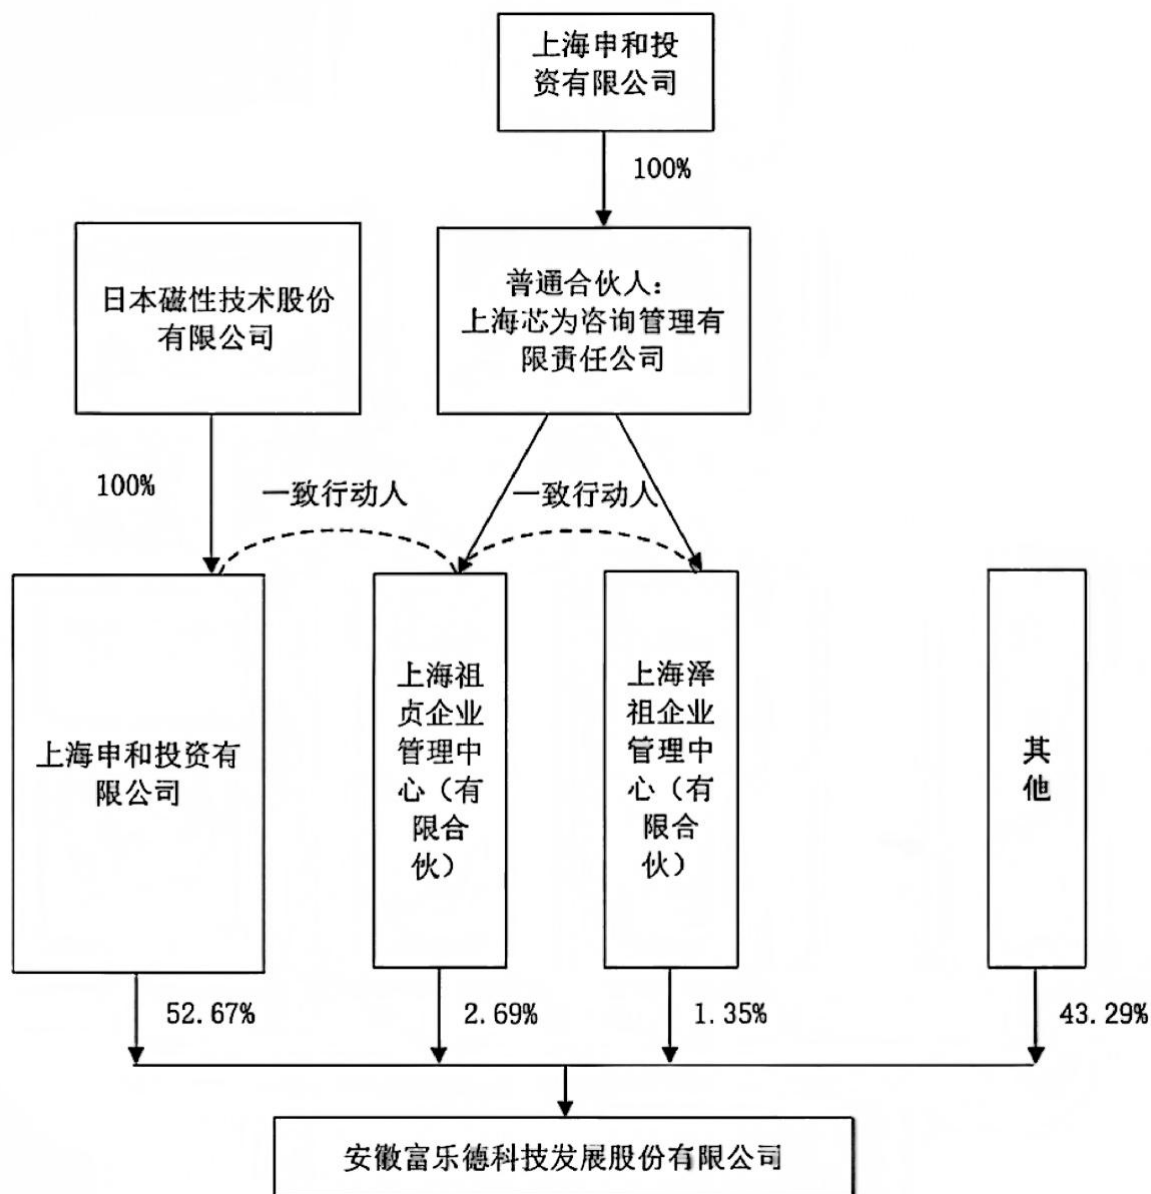 上海申和投
资有限公司
100%
日本磁性技术股份
有限公司
普通合伙人：
上海芯为咨询管理有
限责任公司
100%
一致行动人
一致行动人
上海申和投资有
限公司
上海祖
贞企业
管理中
心（有
限合
伙）
上海泽
祖企业
管理中
心（有
限合
伙）
其
他
52.67%
2.69%
1.35%
43.29%
安徽富乐德科技发展股份有限公司